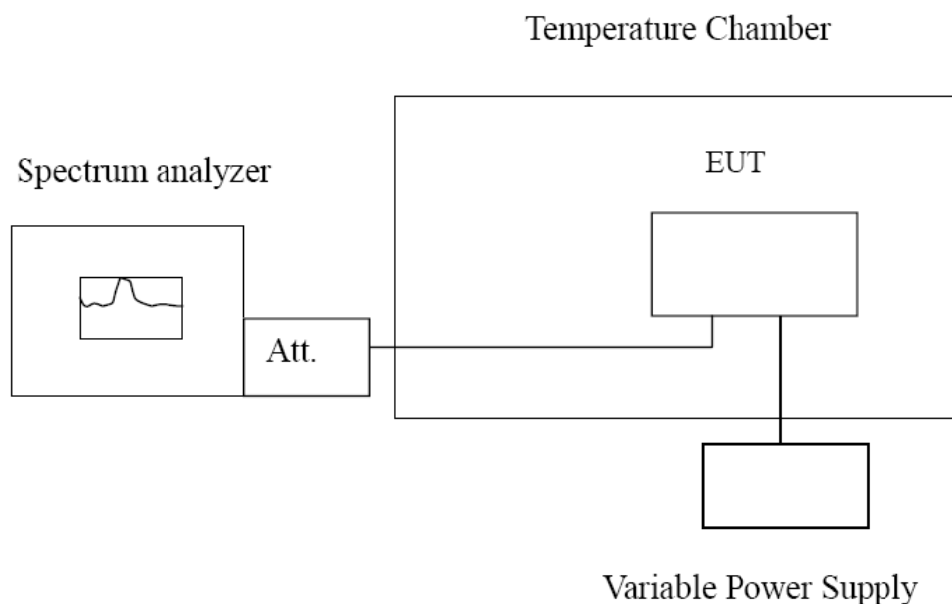 Temperature Chamber
Spectrum analyzer
EUT
Att.
Variable Power Supply